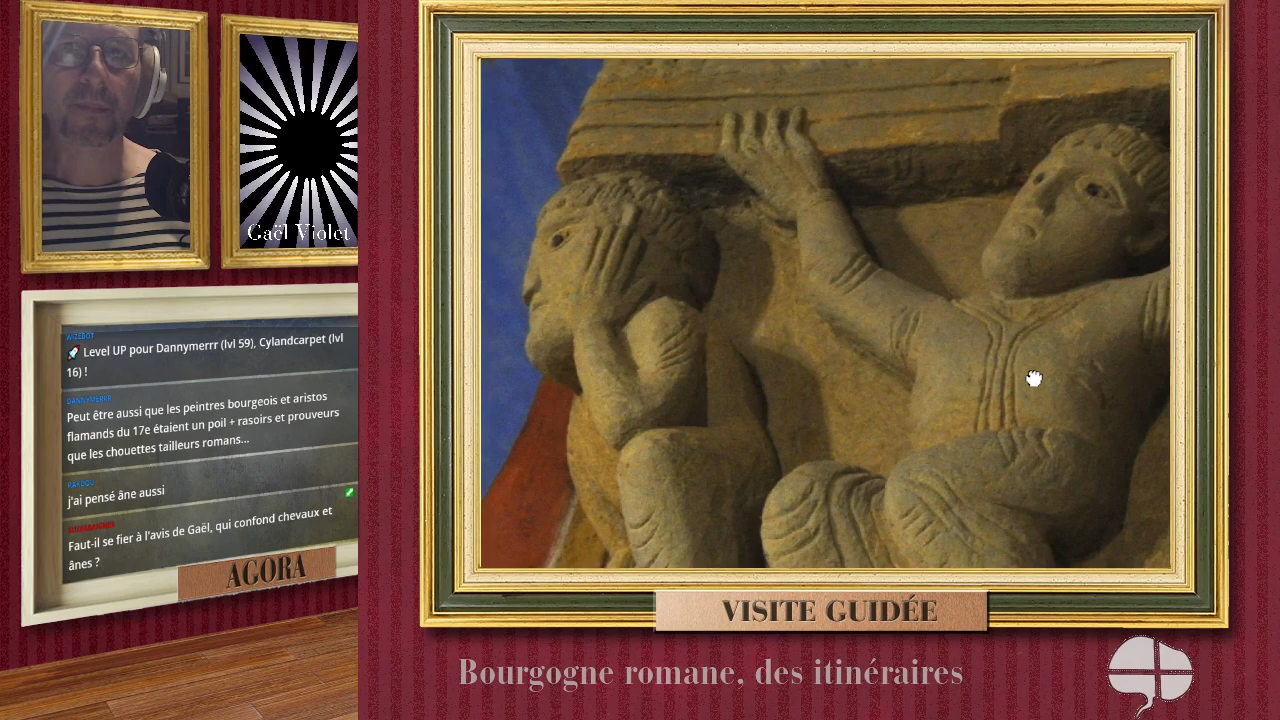 Gaël Violet
WIZEBOT
🚀 Level UP pour Dannymerrr (lvl 59), Cylandcarpet (lvl
16) !
DANNYMERRR
Peut être aussi que les peintres bourgeois et aristos
flamands du 17e étaient un poil + rasoirs et prouveurs
que les chouettes tailleurs romans...
j'ai pensé âne aussi
Faut-il se fier à l'avis de Gaël, qui confond chevaux et
ânes ?
AGORA
VISITE GUIDÉE
Bourgogne romane, des itinéraires